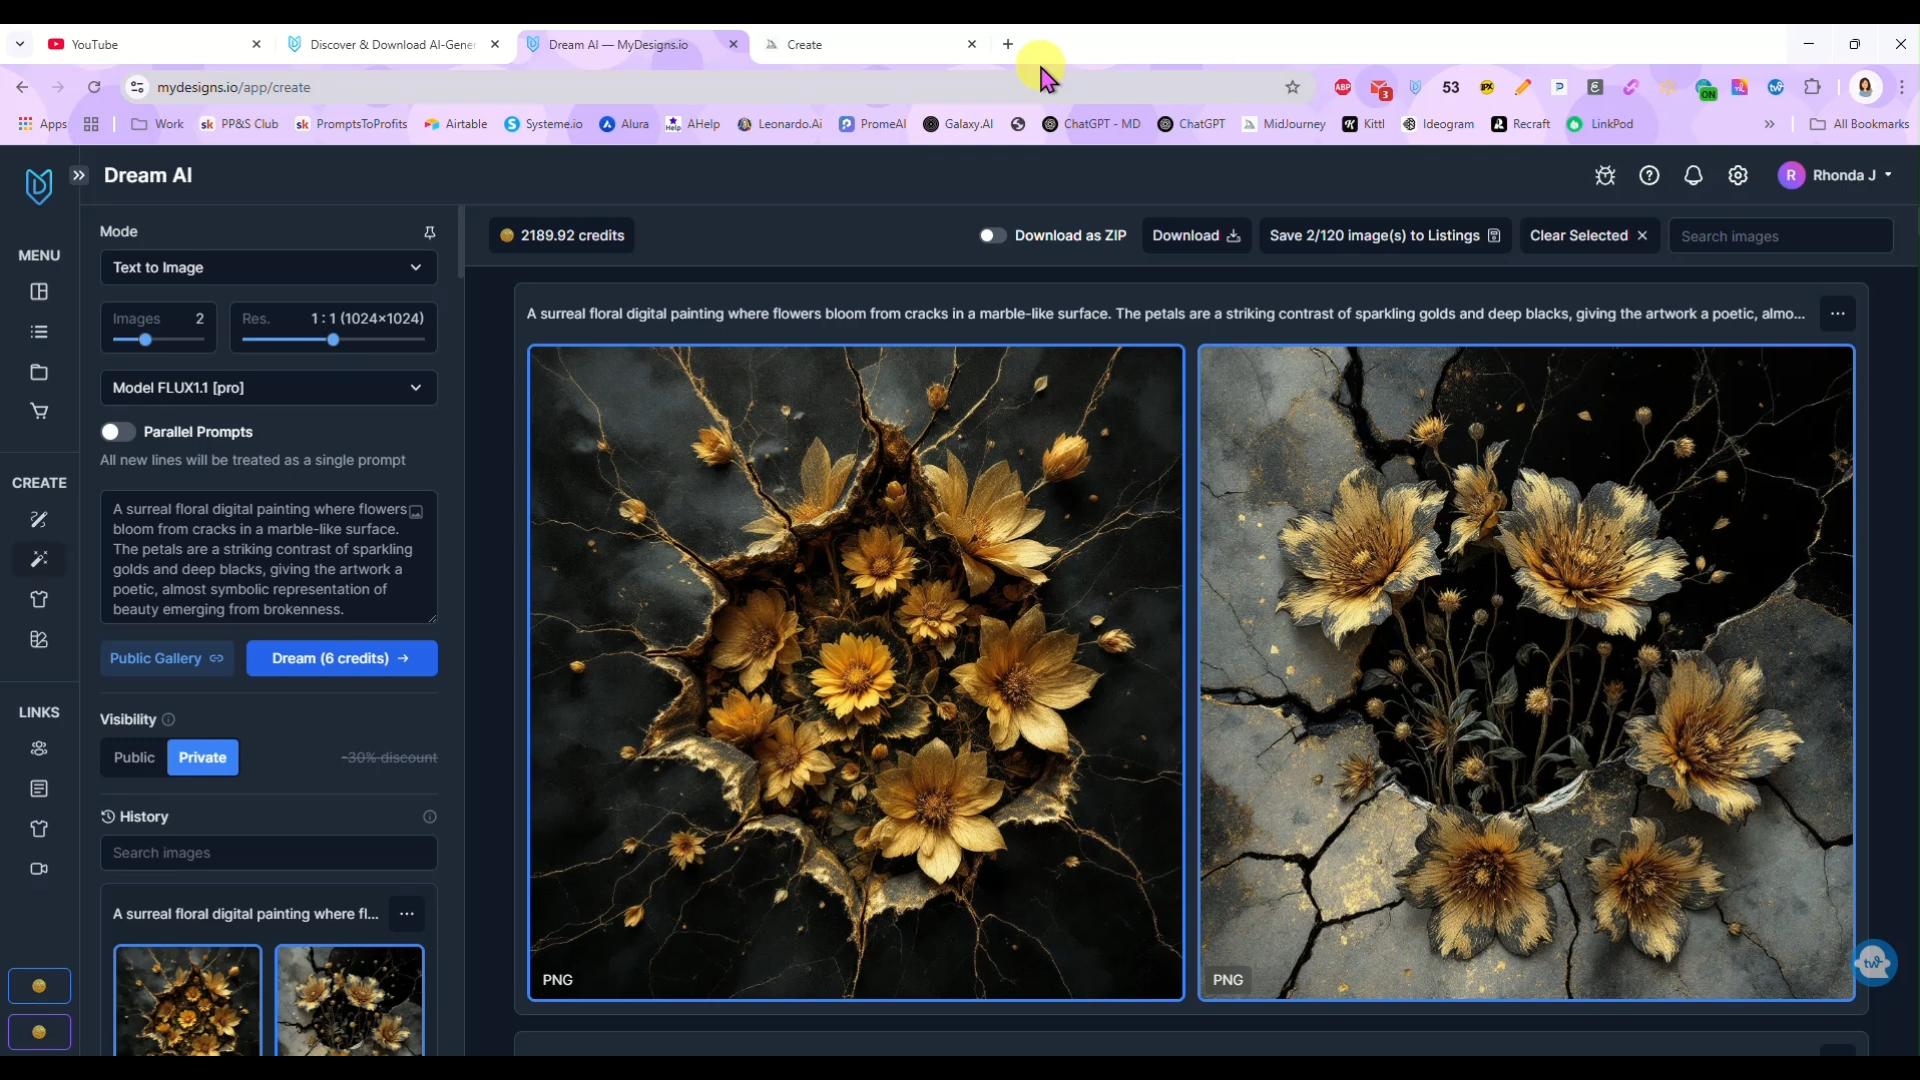 YouTube
Discover & Download AI-Gener
Dream AI — MyDesigns.io
Create
mydesigns.io/app/create
ABP
3
53
IPX
ON
Apps
Work
sk PP&S Club
sk PromptsToProfits
Airtable
Systeme.io
Alura
Help AHelp
Leonardo.Ai
PromeAI
Galaxy.AI
ChatGPT - MD
ChatGPT
MidJourney
Kittl
Ideogram
Recraft
LinkPod
All Bookmarks
Dream AI
R
Rhonda J
MENU
CREATE
LINKS
Mode
Text to Image
Images 2
Res. 1:1 (1024×1024)
Model FLUX1.1 [pro]
Parallel Prompts
All new lines will be treated as a single prompt
A surreal floral digital painting where flowers
bloom from cracks in a marble-like surface.
The petals are a striking contrast of sparkling
golds and deep blacks, giving the artwork a
poetic, almost symbolic representation of
beauty emerging from brokenness.
Public Gallery
Dream (6 credits)
Visibility
Public
Private
-30% discount
History
Search images
A surreal floral digital painting where fl...
2189.92 credits
Download as ZIP
Download
Save 2/120 image(s) to Listings
Clear Selected
Search images
A surreal floral digital painting where flowers bloom from cracks in a marble-like surface. The petals are a striking contrast of sparkling golds and deep blacks, giving the artwork a poetic, almo...
PNG
PNG
tw